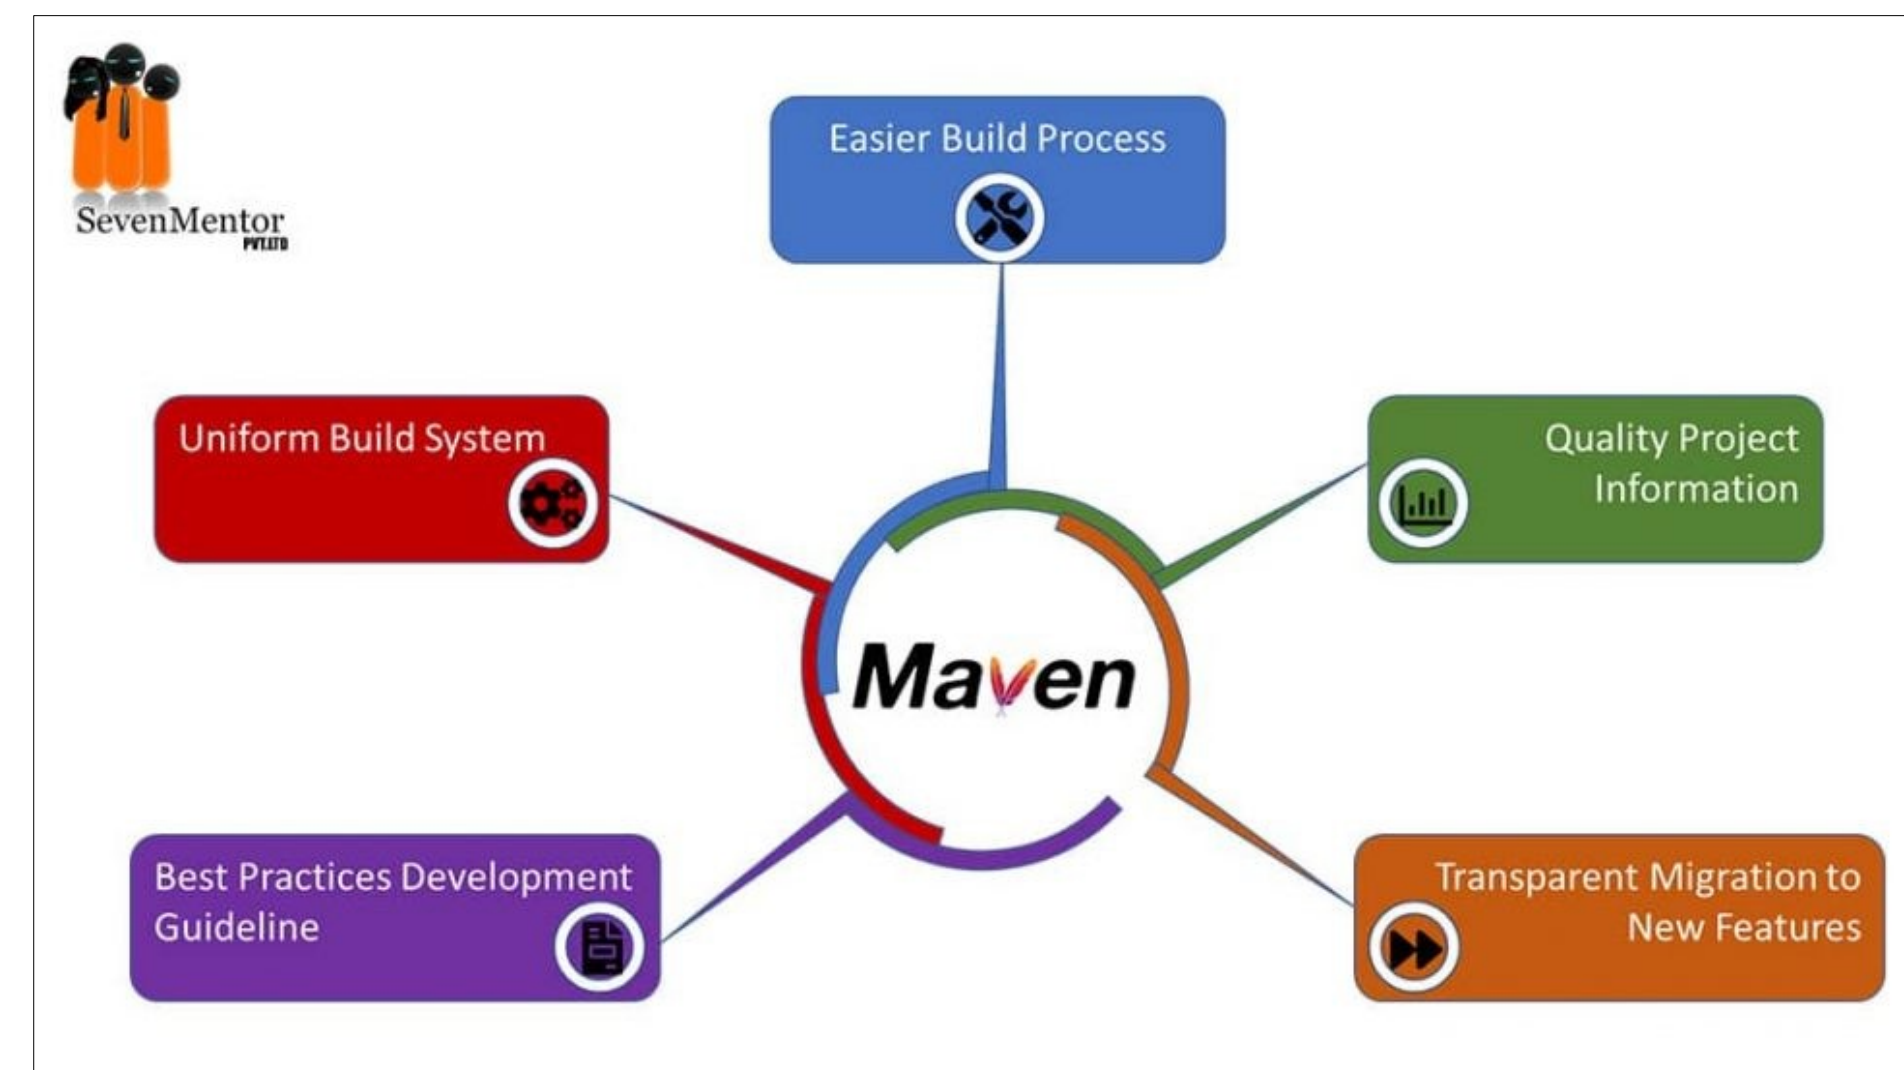 SevenMentor
PVT.LTD
Easier Build Process
Uniform Build System
Quality Project
Information
Maven
Best Practices Development
Guideline
Transparent Migration to
New Features